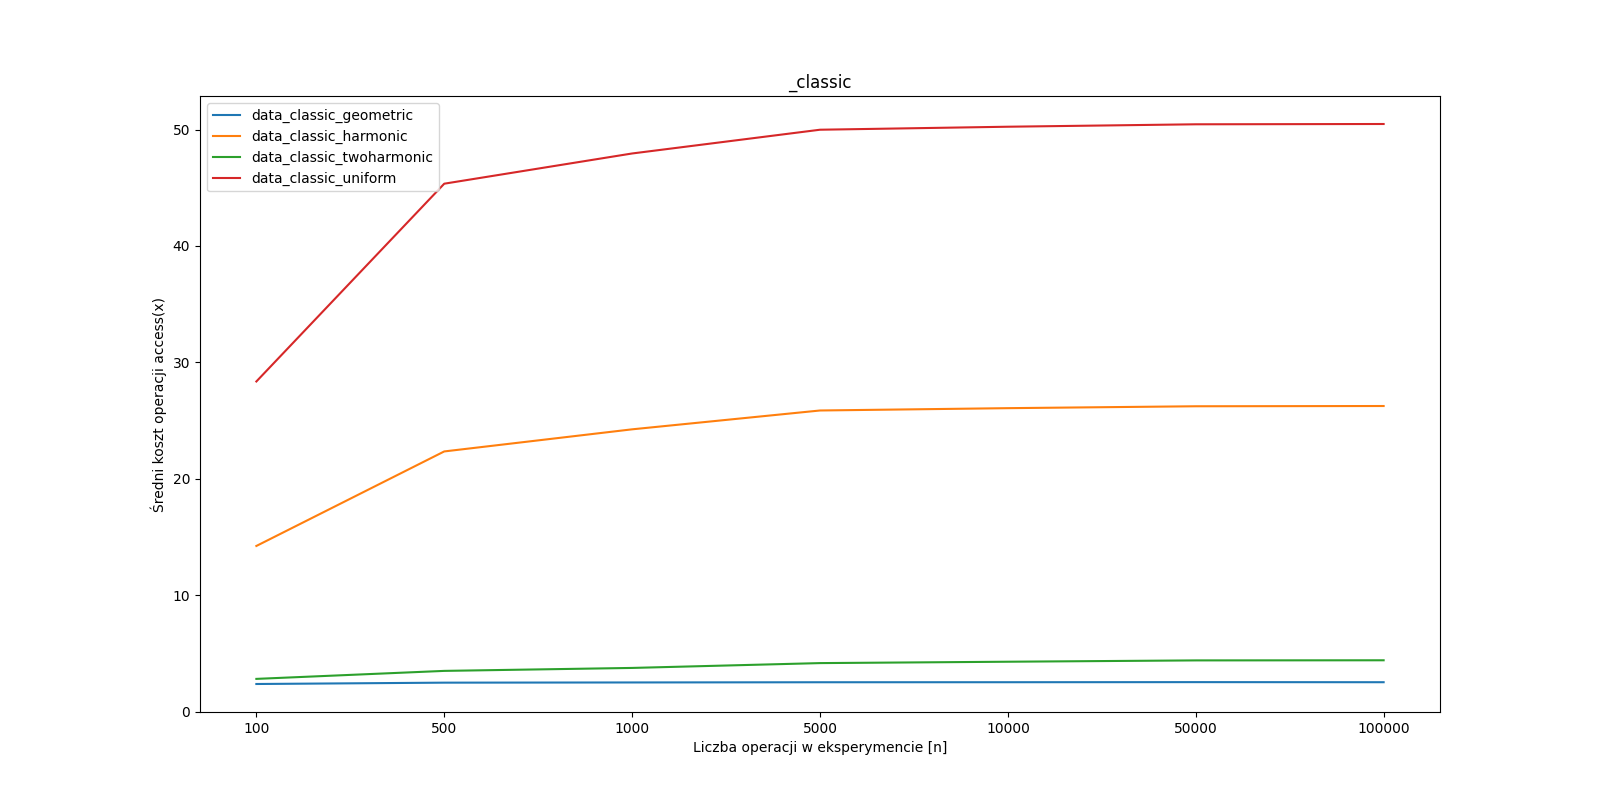 _classic
data_classic_geometric
data_classic_harmonic
data_classic_twoharmonic
data_classic_uniform
50
40
30
20
10
0
Średni koszt operacji access(x)
100 500 1000 5000 10000 50000 100000
Liczba operacji w eksperymencie [n]